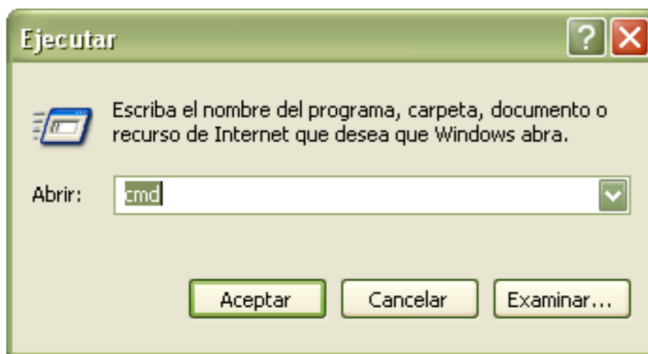 Ejecutar
Escriba el nombre del programa, carpeta, documento o
recurso de Internet que desea que Windows abra.
Abrir: cmd
Aceptar Cancelar Examinar...